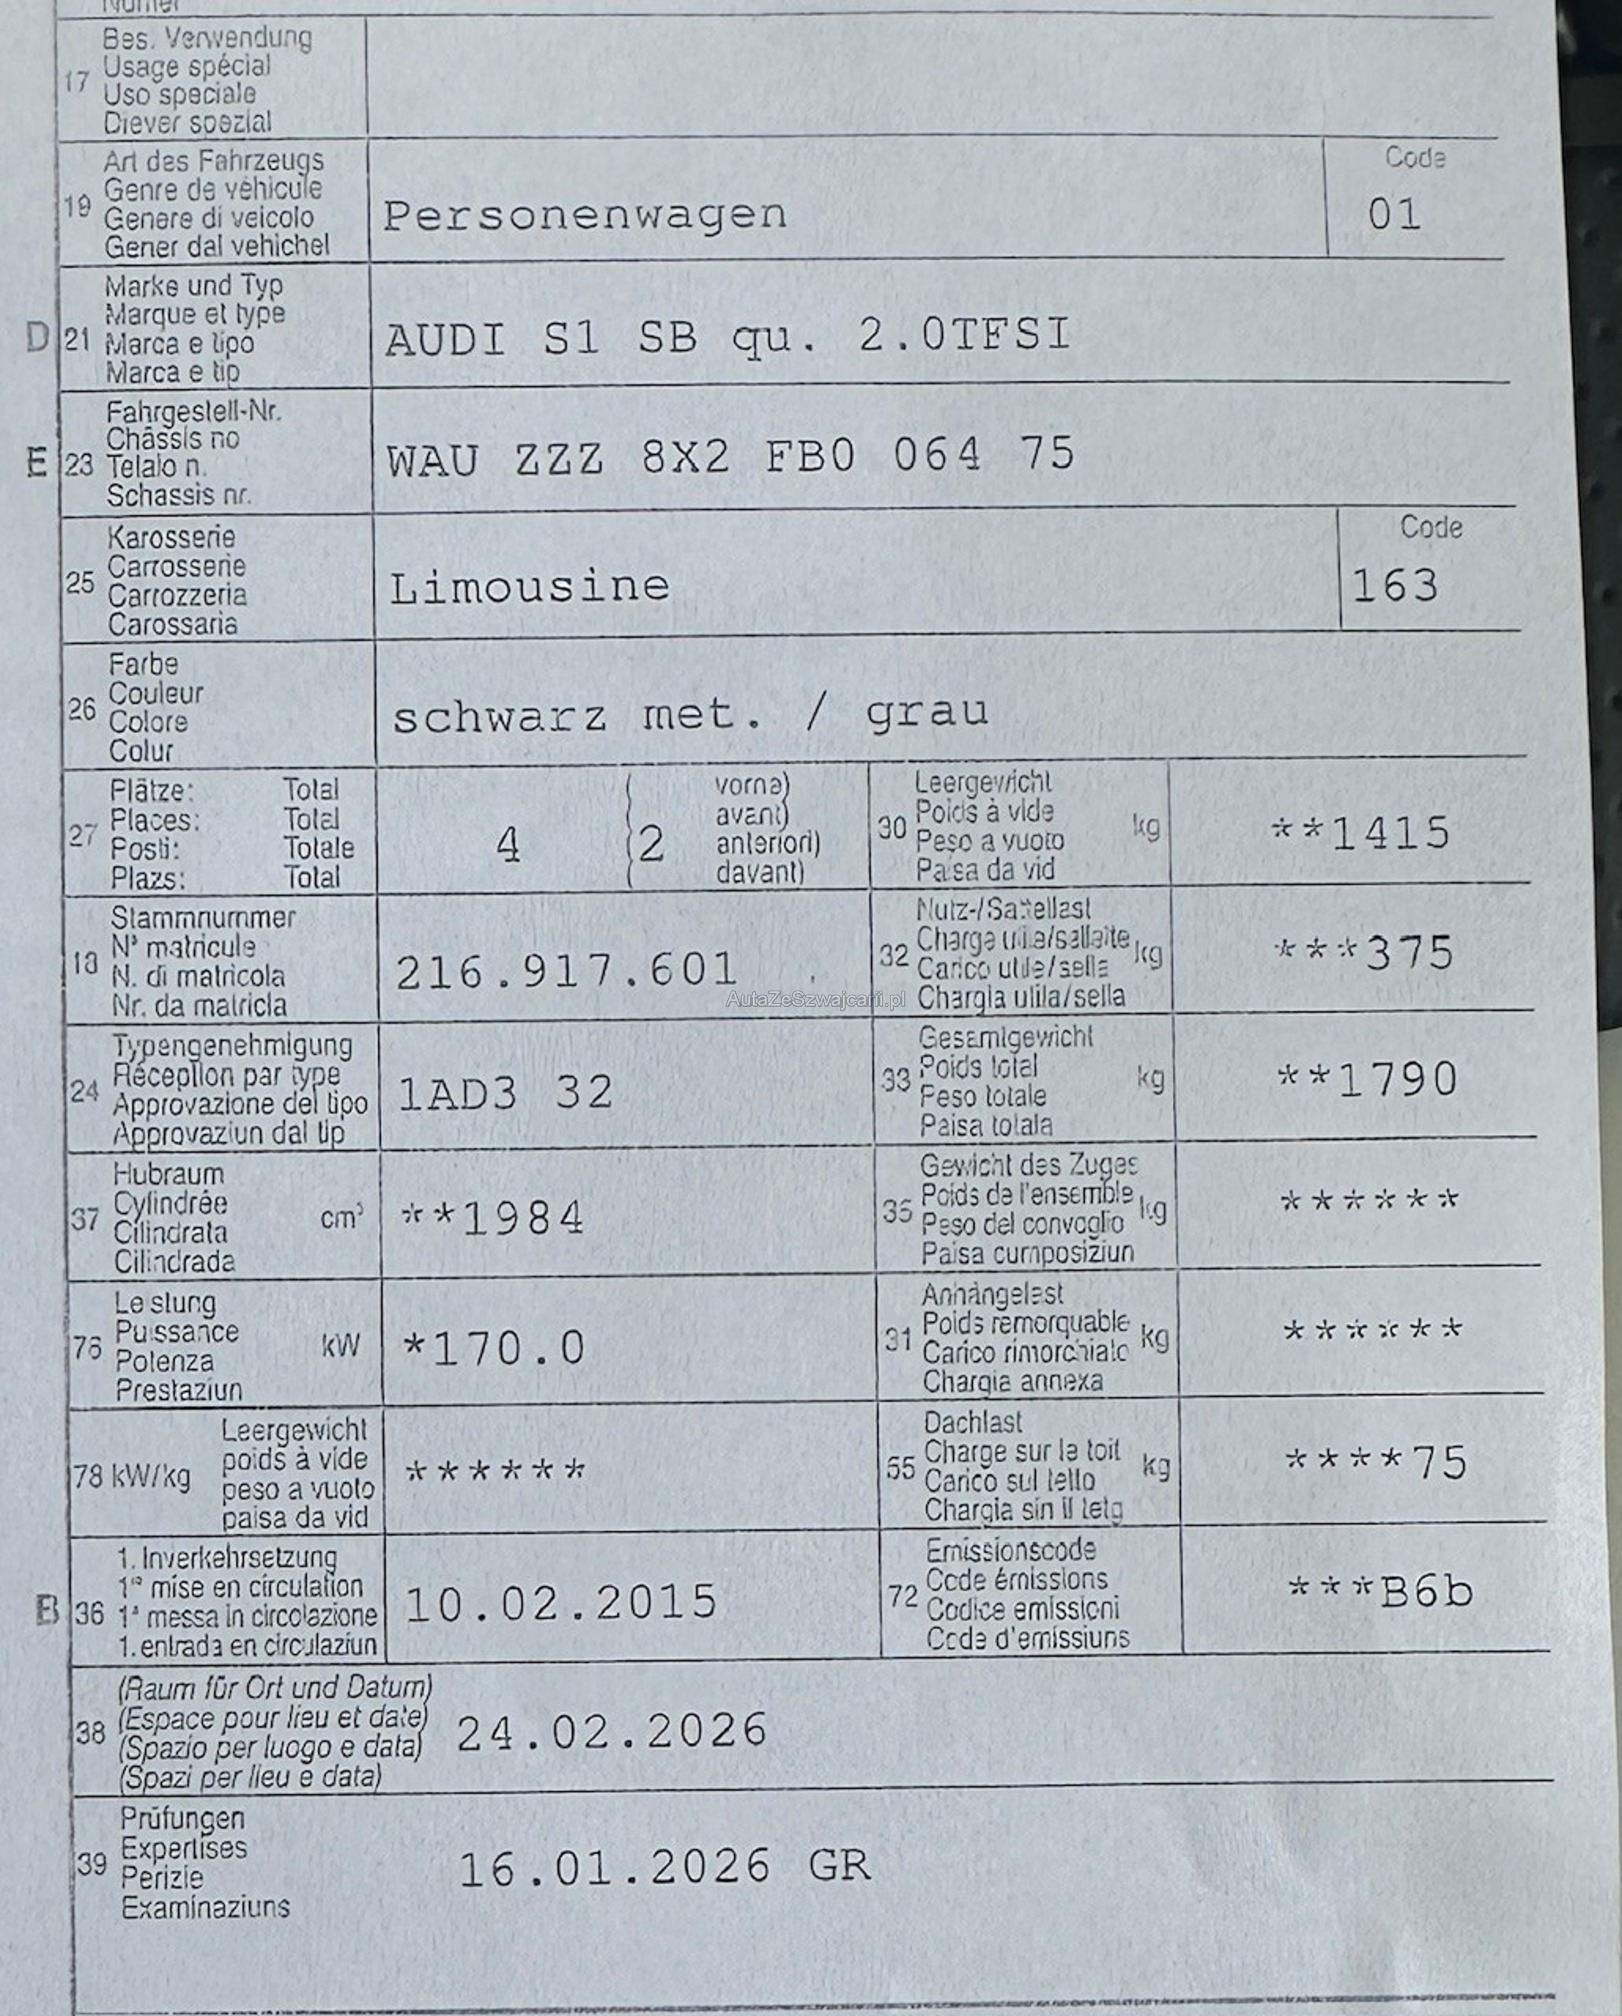 17
Bes. Verwendung
Usage spécial
Uso speciale
Diever spezial
19
Art des Fahrzeugs
Genre de véhicule
Genere di veicolo
Gener dal vehichel
Personenwagen
Code
01
D
21
Marke und Typ
Marque et type
Marca e tipo
Marca e tip
AUDI S1 SB qu. 2.0TFSI
E
23
Fahrgestell-Nr.
Châssis no
Telaio n.
Schassis nr.
WAU ZZZ 8X2 FB0 064 75
25
Karosserie
Carrosserie
Carrozzeria
Carossaria
Limousine
Code
163
26
Farbe
Couleur
Colore
Colur
schwarz met. / grau
27
Plätze: Total
Places: Total
Posti: Totale
Plazs: Total
4
(2
vorne)
avant)
anteriori)
davant)
30
Leergewicht
Poids à vide
Peso a vuoto
Paisa da vid
kg
**1415
18
Stammnummer
N° matricule
N. di matricola
Nr. da matricla
216.917.601
32
Nutz-/Sattellast
Charge utile/sellette
Carico utile/sella
Chargia utila/sella
kg
***375
AutaZeSzwajcarii.pl
24
Typengenehmigung
Réception par type
Approvazione del tipo
Approvaziun dal tip
1AD3 32
33
Gesamtgewicht
Poids total
Peso totale
Paisa totala
kg
**1790
37
Hubraum
Cylindrée
Cilindrata
Cilindrada
cm³
**1984
35
Gewicht des Zuges
Poids de l'ensemble
Peso del convoglio
Paisa cumposiziun
kg
******
76
Leistung
Puissance
Potenza
Prestaziun
kW
*170.0
31
Anhängelast
Poids remorquable
Carico rimorchiato
Chargia annexa
kg
******
78 kW/kg
Leergewicht
poids à vide
peso a vuoto
paisa da vid
******
55
Dachlast
Charge sur le toit
Carico sul tetto
Chargia sin il tetg
kg
****75
B
36
1. Inverkehrsetzung
1re mise en circulation
1a messa in circolazione
1. entrada en circulaziun
10.02.2015
72
Emissionscode
Code émissions
Codice emissioni
Code d'emissiuns
***B6b
38
(Raum für Ort und Datum)
(Espace pour lieu et date)
(Spazio per luogo e data)
(Spazi per lieu e data)
24.02.2026
39
Prüfungen
Expertises
Perizie
Examinaziuns
16.01.2026 GR